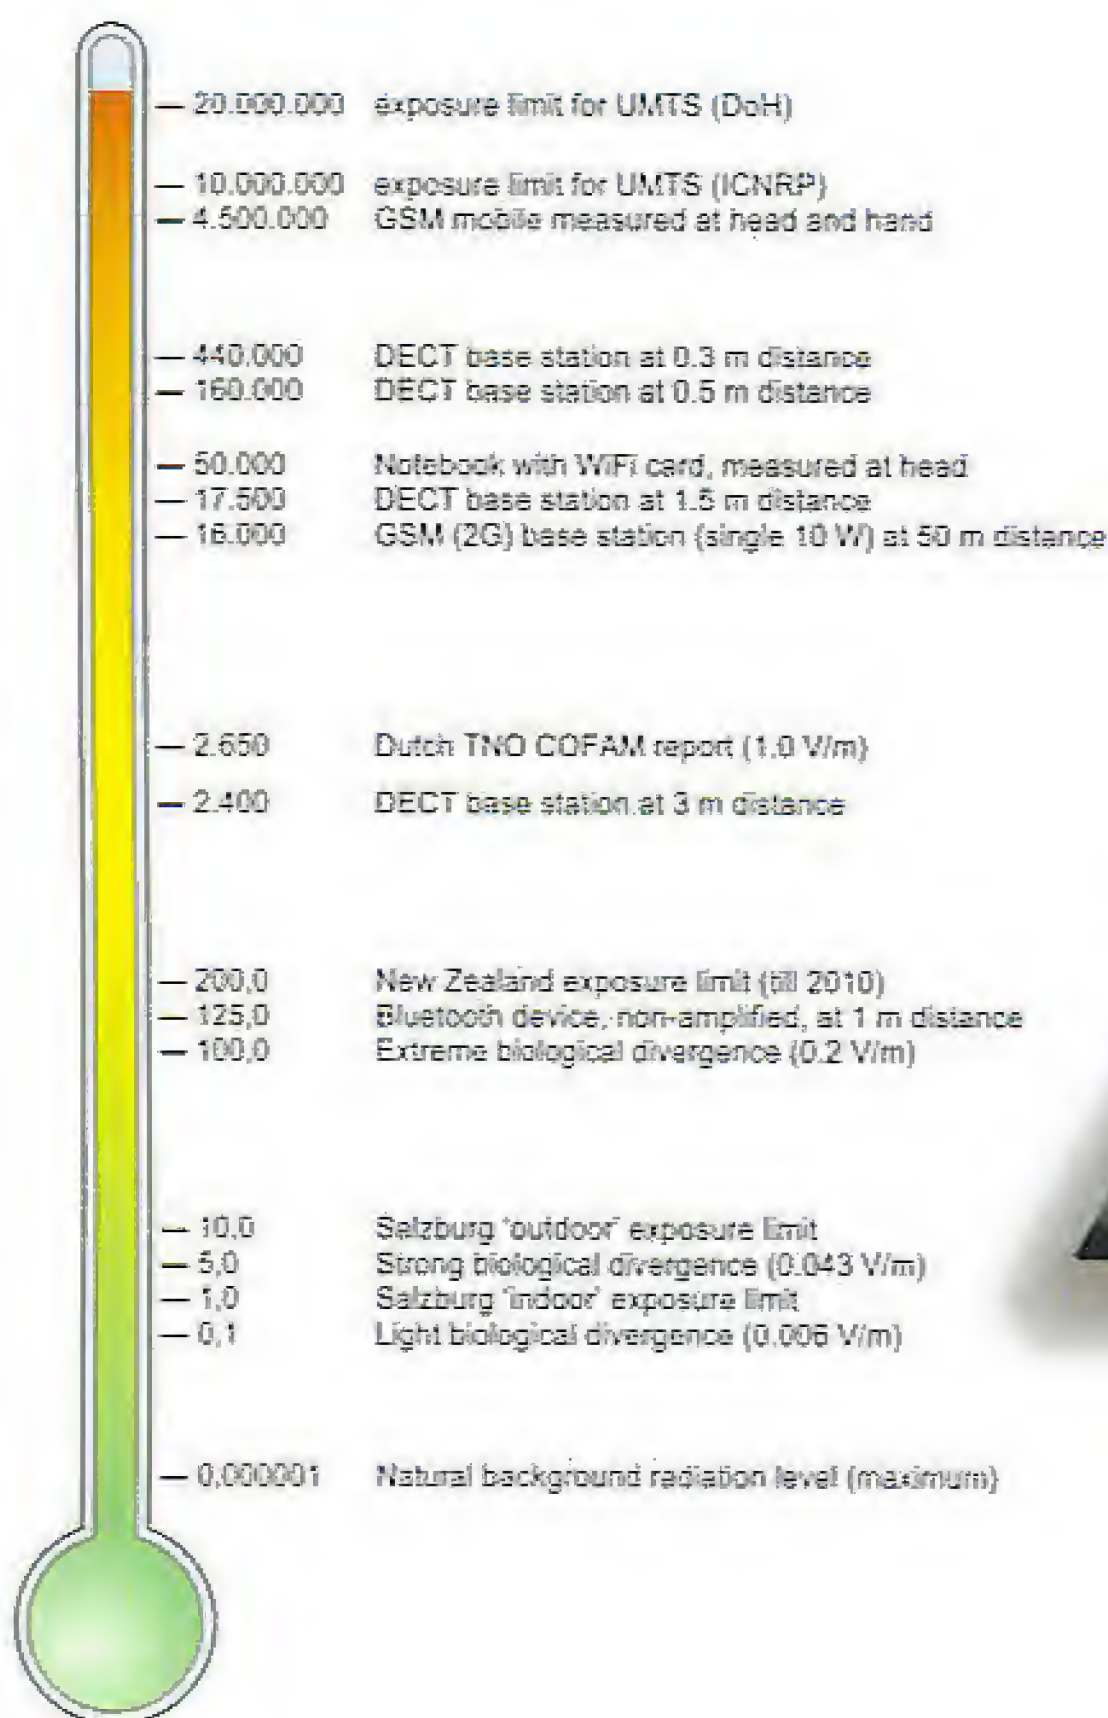 20.000.000 exposure limit for UMTS (DoH)
10.000.000 exposure limit for UMTS (ICNRP)
4.500.000 GSM mobile measured at head and hand
440.000 DECT base station at 0.3 m distance
160.000 DECT base station at 0.5 m distance
50.000 Notebook with WiFi card, measured at head
17.500 DECT base station at 1.5 m distance
16.000 GSM (2G) base station (single 10 W) at 50 m distance
2.650 Dutch TNO COFAM report (1.0 V/m)
2.400 DECT base station at 3 m distance
200,0 New Zealand exposure limit (till 2010)
125,0 Bluetooth device, non-amplified, at 1 m distance
100,0 Extreme biological divergence (0.2 V/m)
10,0 Salzburg 'outdoor' exposure limit
5,0 Strong biological divergence (0.043 V/m)
1,0 Salzburg 'indoor' exposure limit
0,1 Light biological divergence (0.006 V/m)
0,000001 Natural background radiation level (maximum)